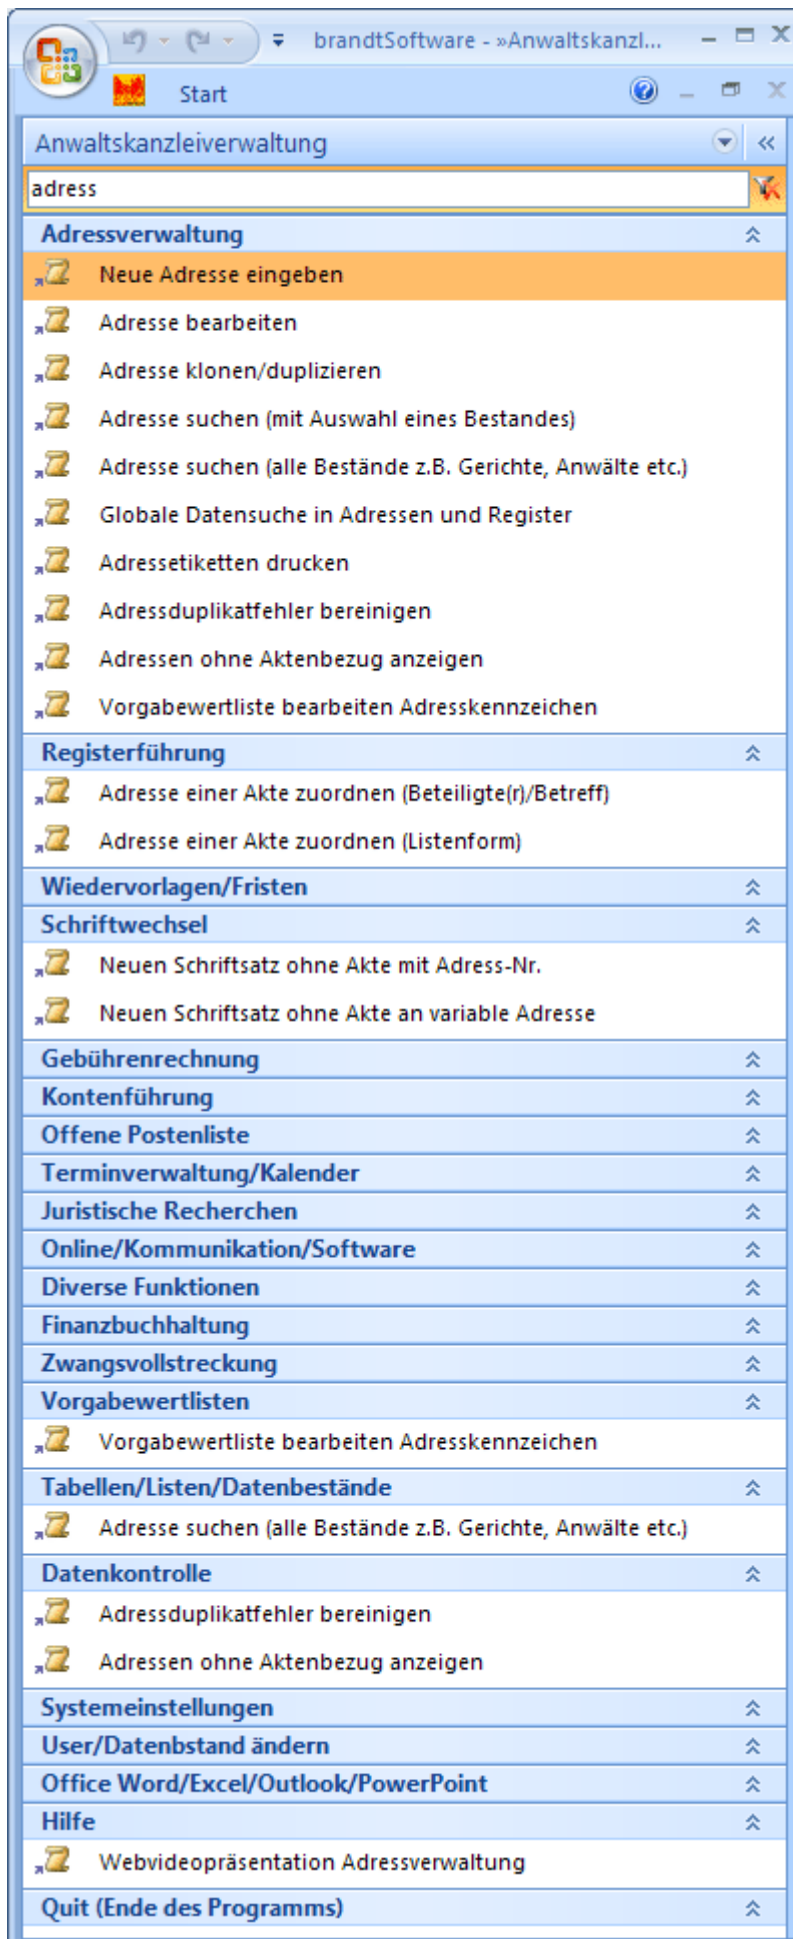 brandtSoftware - »Anwaltskanzl...
Start
Anwaltskanzleiverwaltung
adress
Adressverwaltung
Neue Adresse eingeben
Adresse bearbeiten
Adresse klonen/duplizieren
Adresse suchen (mit Auswahl eines Bestandes)
Adresse suchen (alle Bestände z.B. Gerichte, Anwälte etc.)
Globale Datensuche in Adressen und Register
Adressetiketten drucken
Adressduplikatfehler bereinigen
Adressen ohne Aktenbezug anzeigen
Vorgabewertliste bearbeiten Adresskennzeichen
Registerführung
Adresse einer Akte zuordnen (Beteiligte(r)/Betreff)
Adresse einer Akte zuordnen (Listenform)
Wiedervorlagen/Fristen
Schriftwechsel
Neuen Schriftsatz ohne Akte mit Adress-Nr.
Neuen Schriftsatz ohne Akte an variable Adresse
Gebührenrechnung
Kontenführung
Offene Postenliste
Terminverwaltung/Kalender
Juristische Recherchen
Online/Kommunikation/Software
Diverse Funktionen
Finanzbuchhaltung
Zwangsvollstreckung
Vorgabewertlisten
Vorgabewertliste bearbeiten Adresskennzeichen
Tabellen/Listen/Datenbestände
Adresse suchen (alle Bestände z.B. Gerichte, Anwälte etc.)
Datenkontrolle
Adressduplikatfehler bereinigen
Adressen ohne Aktenbezug anzeigen
Systemeinstellungen
User/Datenbstand ändern
Office Word/Excel/Outlook/PowerPoint
Hilfe
Webvideopräsentation Adressverwaltung
Quit (Ende des Programms)